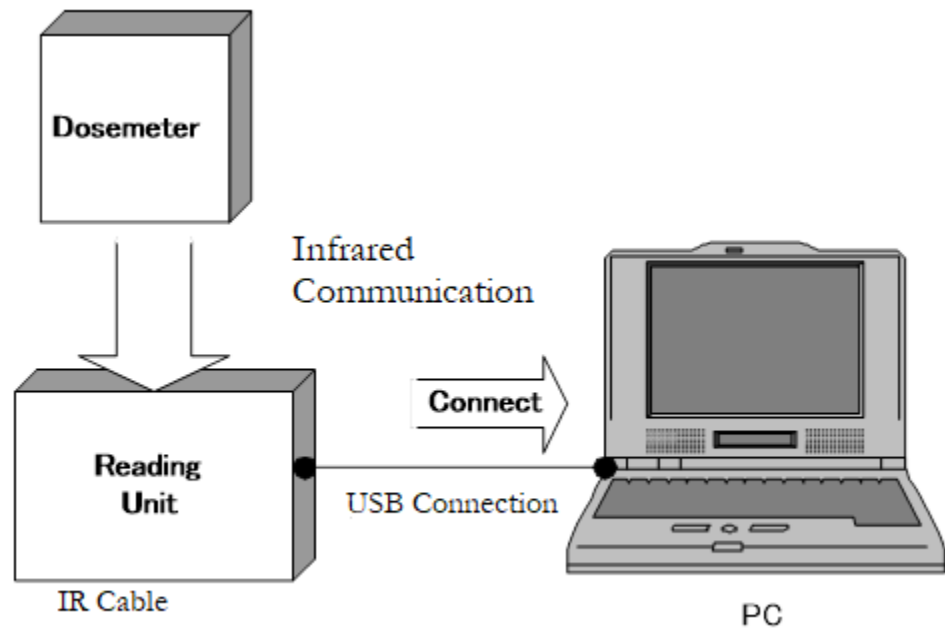 Dosemeter
Infrared
Communication
Connect
Reading
Unit
USB Connection
IR Cable
PC